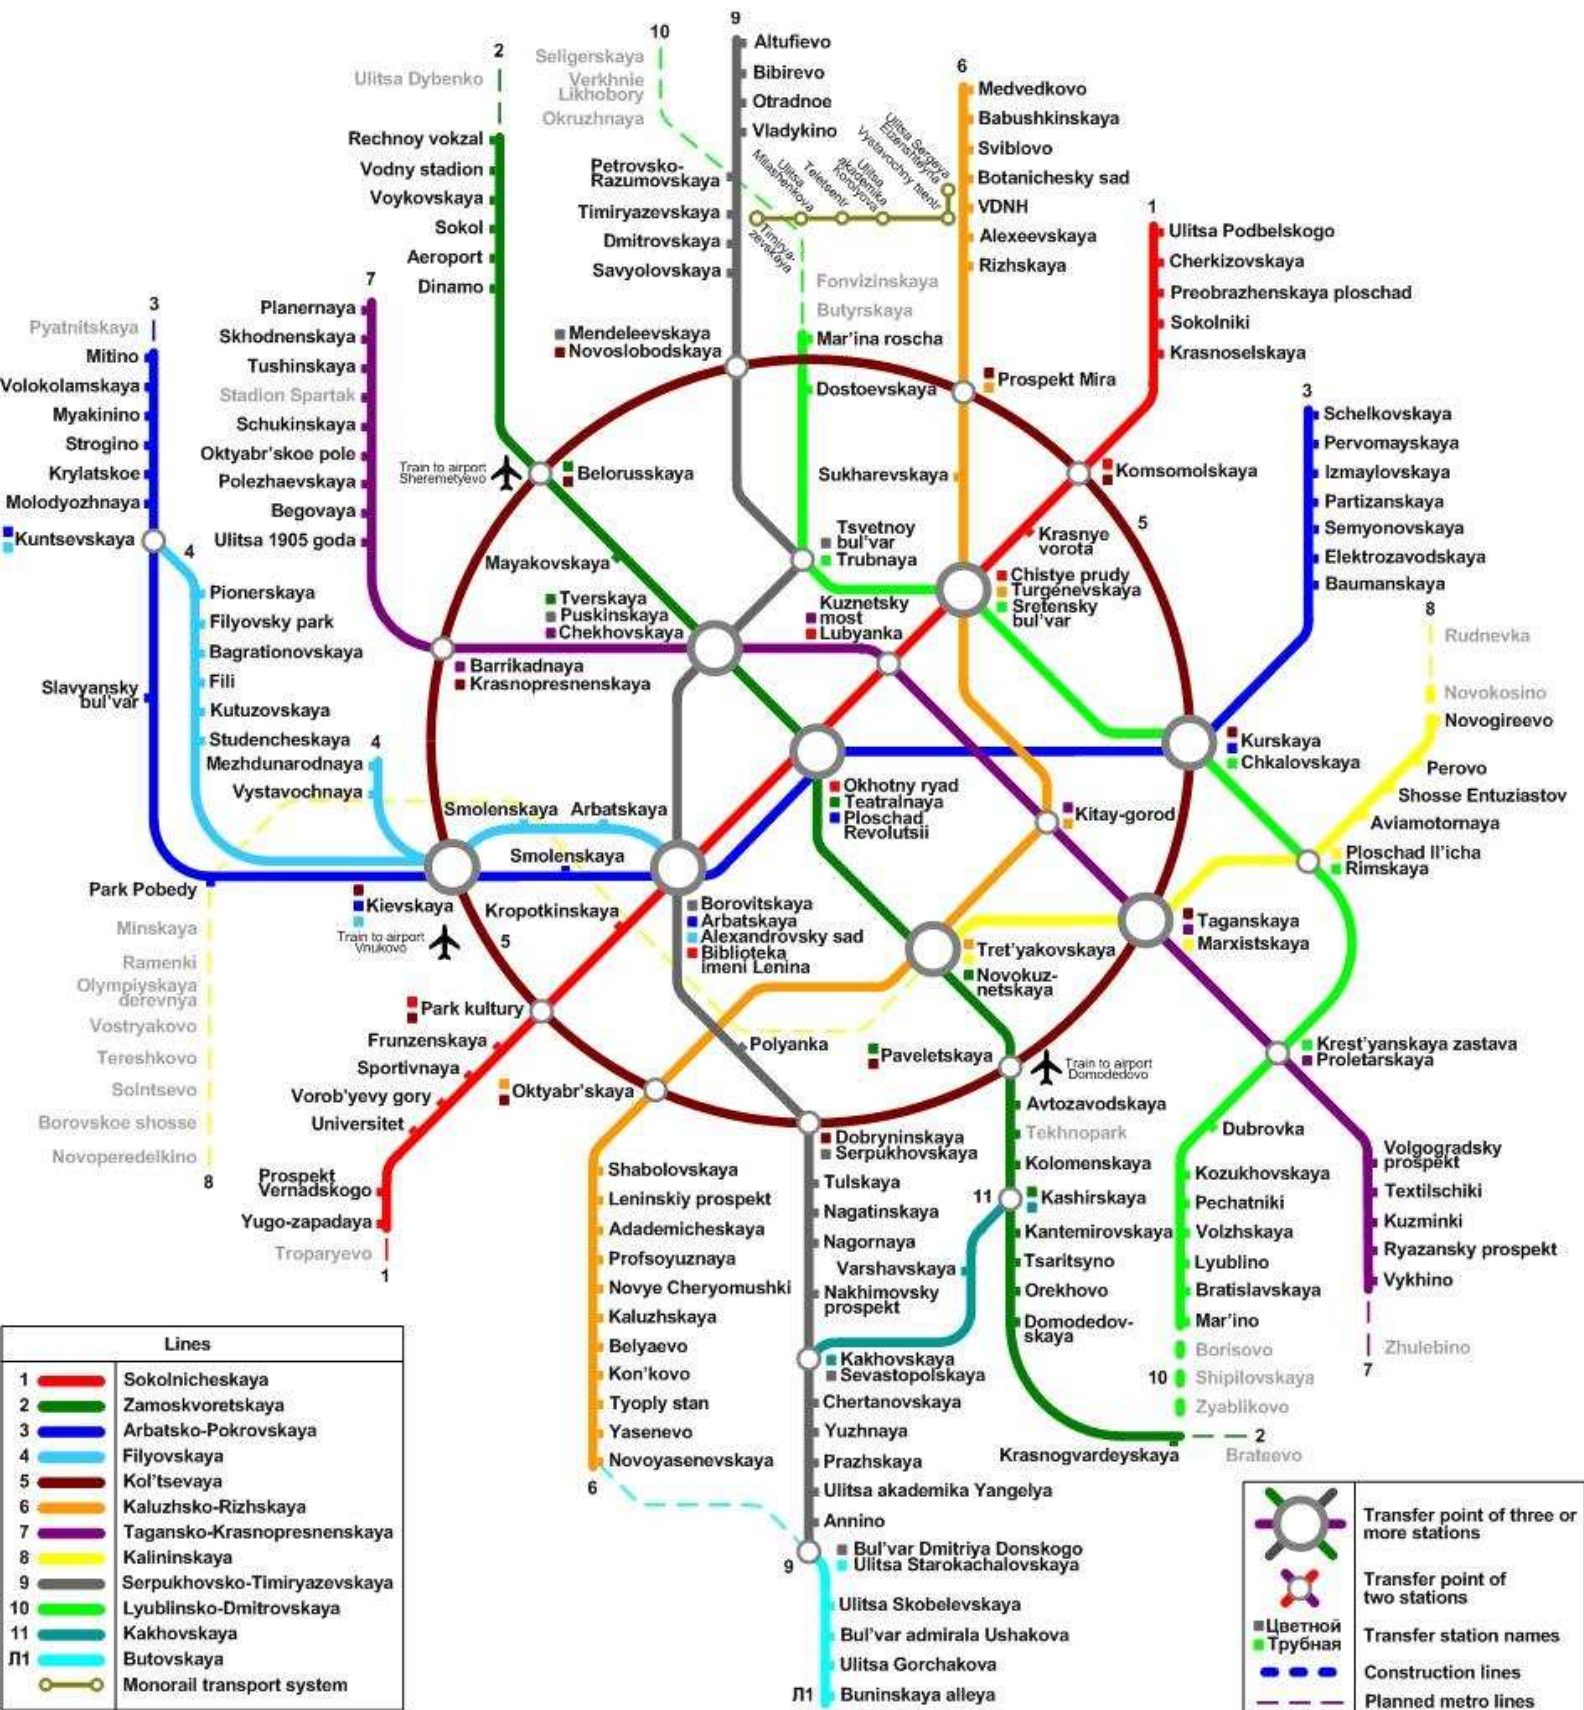 2
Ulitsa Dybenko
Rechnoy vokzal
Vodny stadion
Voykovskaya
Sokol
Aeroport
Dinamo
10
Seligerskaya
Verkhnie
Likhobory
Okruzhnaya
9
Altufievo
Bibirevo
Otradnoe
Vladykino
Petrovsko-
Razumovskaya
Timiryazevskaya
Dmitrovskaya
Savyolovskaya
Mendeleevskaya
Novoslobodskaya
Timirya-
zevskaya
Ulitsa
Milashenkova
Teletsentr
Ulitsa
akademika
Korolyova
Vystavochny tsentr
Ulitsa Sergeya
Eizenshteyna
6
Medvedkovo
Babushkinskaya
Sviblovo
Botanichesky sad
VDNH
Alexeevskaya
Rizhskaya
1
Ulitsa Podbelskogo
Cherkizovskaya
Preobrazhenskaya ploschad
Sokolniki
Krasnoselskaya
Fonvizinskaya
Butyrskaya
Mar'ina roscha
Dostoevskaya
Prospekt Mira
7
Planernaya
Skhodnenskaya
Tushinskaya
Stadion Spartak
Schukinskaya
Oktyabr'skoe pole
Polezhaevskaya
Begovaya
Ulitsa 1905 goda
3
Pyatnitskaya
Mitino
Volokolamskaya
Myakinino
Strogino
Krylatskoe
Molodyozhnaya
Kuntsevskaya
4
Pionerskaya
Filyovsky park
Bagrationovskaya
Fili
Kutuzovskaya
Studencheskaya
4
Mezhdunarodnaya
Vystavochnaya
Slavyansky
bul'var
Train to airport
Sheremetyevo
Belorusskaya
Mayakovskaya
Tverskaya
Puskinskaya
Chekhovskaya
Barrikadnaya
Krasnopresnenskaya
Sukharevskaya
Tsvetnoy
bul'var
Trubnaya
Kuznetsky
most
Lubyanka
Komsomolskaya
5
Krasnye
vorota
Chistye prudy
Turgenevskaya
Sretensky
bul'var
3
Schelkovskaya
Pervomayskaya
Izmaylovskaya
Partizanskaya
Semyonovskaya
Elektrozavodskaya
Baumanskaya
8
Rudnevka
Novokosino
Novogireevo
Perovo
Shosse Entuziastov
Aviamotornaya
Ploschad Il'icha
Rimskaya
Kurskaya
Chkalovskaya
Okhotny ryad
Teatralnaya
Ploschad
Revolutsii
Kitay-gorod
Smolenskaya
Arbatskaya
Smolenskaya
Park Pobedy
Kievskaya
Train to airport
Vnukovo
Kropotkinskaya
5
Borovitskaya
Arbatskaya
Alexandrovsky sad
Biblioteka
imeni Lenina
Tret'yakovskaya
Novokuz-
netskaya
Taganskaya
Marxistskaya
Minskaya
Ramenki
Olympiyskaya
derevnya
Vostryakovo
Tereshkovo
Solntsevo
Borovskoe shosse
Novoperedelkino
8
Park kultury
Frunzenskaya
Sportivnaya
Vorob'yevy gory
Universitet
Prospekt
Vernadskogo
Yugo-zapadaya
Troparyevo
1
Oktyabr'skaya
Polyanka
Paveletskaya
Train to airport
Domodedovo
Krest'yanskaya zastava
Proletarskaya
Dobryninskaya
Serpukhovskaya
Shabolovskaya
Leninskiy prospekt
Adademicheskaya
Profsoyuznaya
Novye Cheryomushki
Kaluzhskaya
Belyaevo
Kon'kovo
Tyoply stan
Yasenevo
Novoyasenevskaya
6
Tulskaya
Nagatinskaya
Nagornaya
Varshavskaya
Nakhimovsky
prospekt
Kakhovskaya
Sevastopolskaya
Chertanovskaya
Yuzhnaya
Prazhskaya
Ulitsa akademika Yangelya
Annino
9
Bul'var Dmitriya Donskogo
Ulitsa Starokachalovskaya
Ulitsa Skobelevskaya
Bul'var admirala Ushakova
Ulitsa Gorchakova
Л1
Buninskaya alleya
Avtozavodskaya
Tekhnopark
Kolomenskaya
11
Kashirskaya
Kantemirovskaya
Tsaritsyno
Orekhovo
Domodedov-
skaya
Krasnogvardeyskaya
2
Brateevo
Dubrovka
Kozukhovskaya
Pechatniki
Volzhskaya
Lyublino
Bratislavskaya
Mar'ino
Borisovo
10
Shipilovskaya
Zyablikovo
Volgogradsky
prospekt
Textilschiki
Kuzminki
Ryazansky prospekt
Vykhino
Zhulebino
7
Lines
1 Sokolnicheskaya
2 Zamoskvoretskaya
3 Arbatsko-Pokrovskaya
4 Filyovskaya
5 Kol'tsevaya
6 Kaluzhsko-Rizhskaya
7 Tagansko-Krasnopresnenskaya
8 Kalininskaya
9 Serpukhovsko-Timiryazevskaya
10 Lyublinsko-Dmitrovskaya
11 Kakhovskaya
Л1 Butovskaya
Monorail transport system
Transfer point of three or
more stations
Transfer point of
two stations
Цветной
Трубная
Transfer station names
Construction lines
Planned metro lines